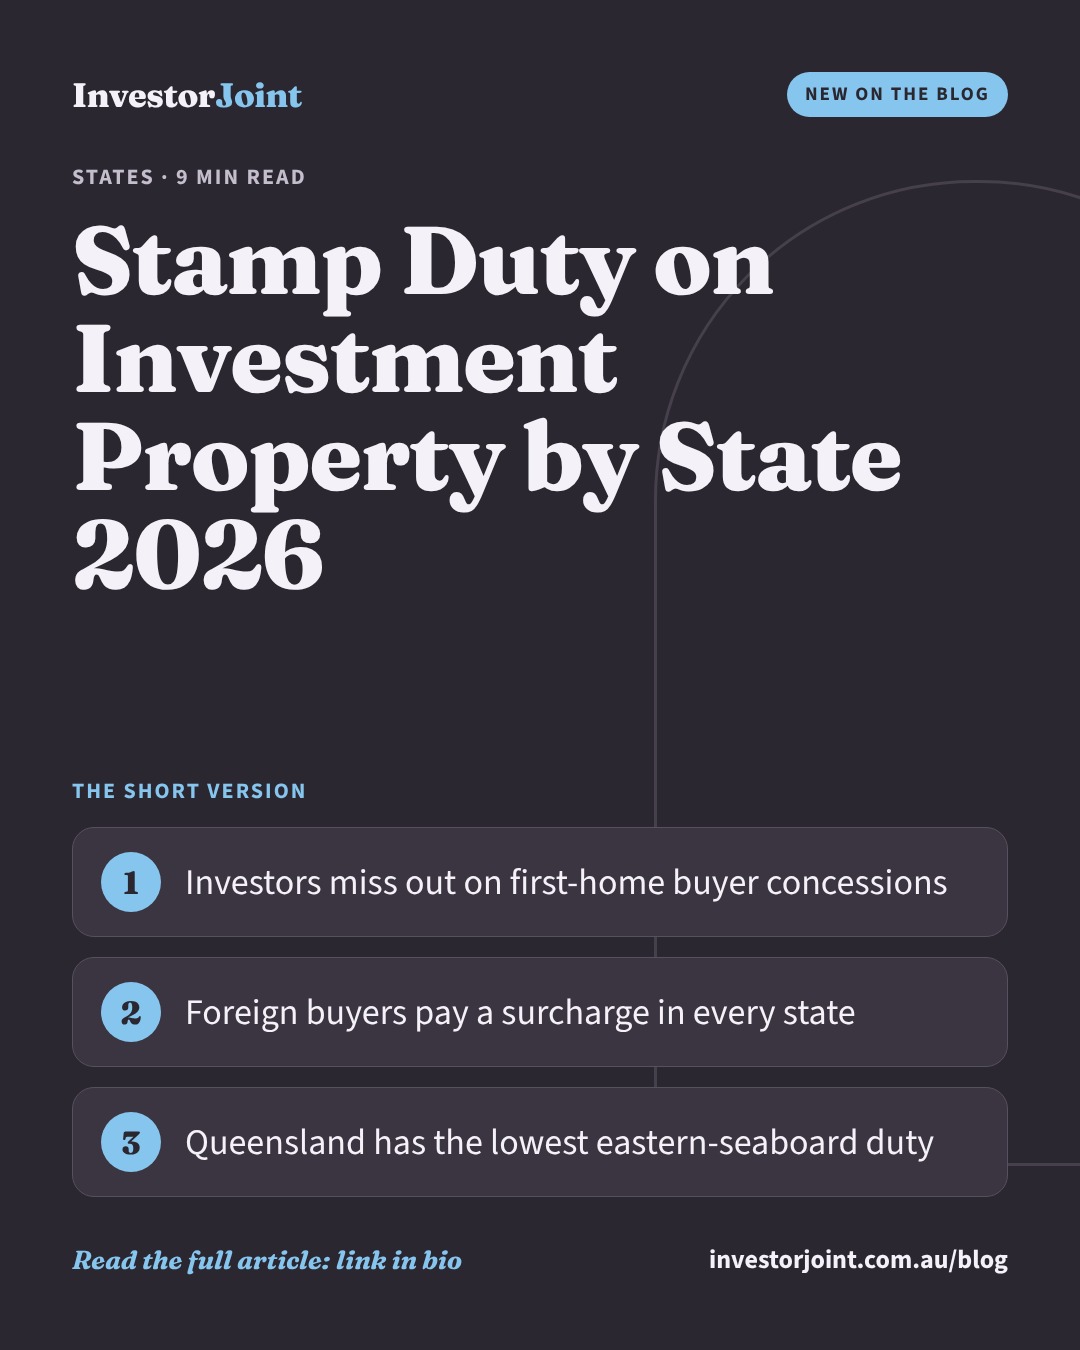 InvestorJoint
NEW ON THE BLOG
STATES · 9 MIN READ
Stamp Duty on
Investment
Property by State
2026
THE SHORT VERSION
1 Investors miss out on first-home buyer concessions
2 Foreign buyers pay a surcharge in every state
3 Queensland has the lowest eastern-seaboard duty
Read the full article: link in bio
investorjoint.com.au/blog